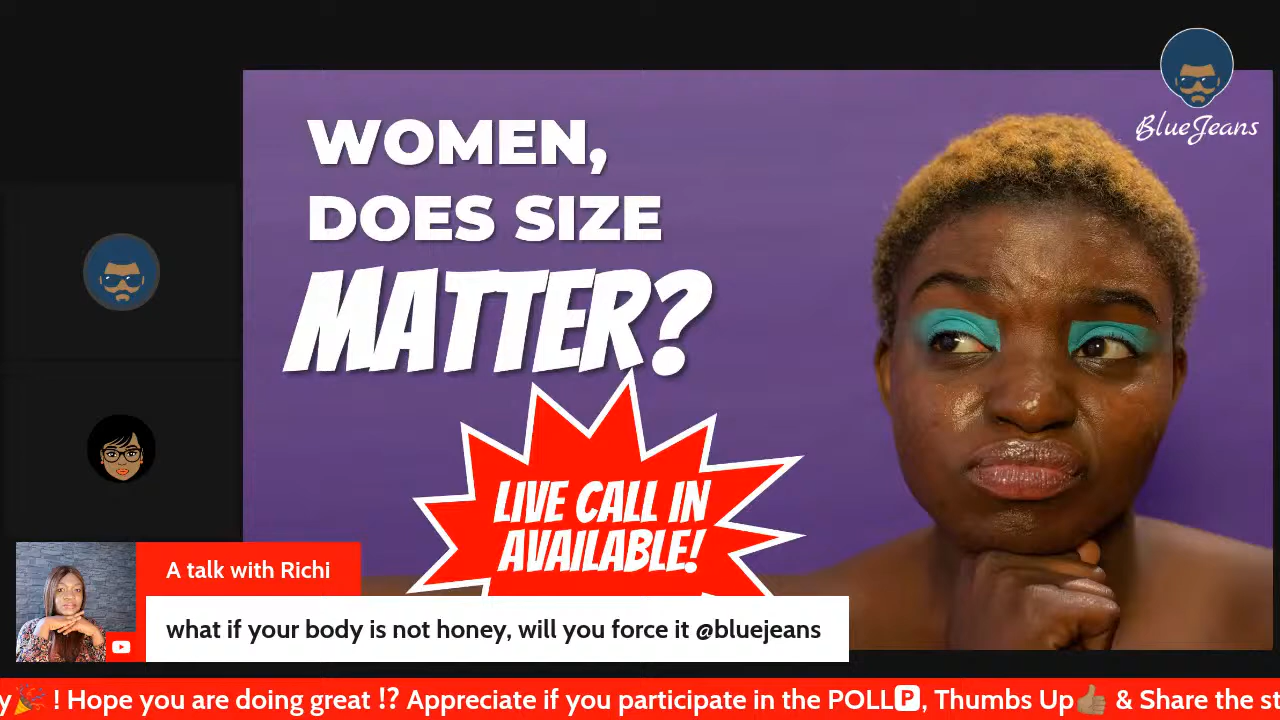 BlueJeans
WOMEN,
DOES SIZE
MATTER?
LIVE CALL IN
AVAILABLE!
A talk with Richi
what if your body is not honey, will you force it @bluejeans
y🎉 ! Hope you are doing great !? Appreciate if you participate in the POLL🅿, Thumbs Up👍🏽 & Share the st